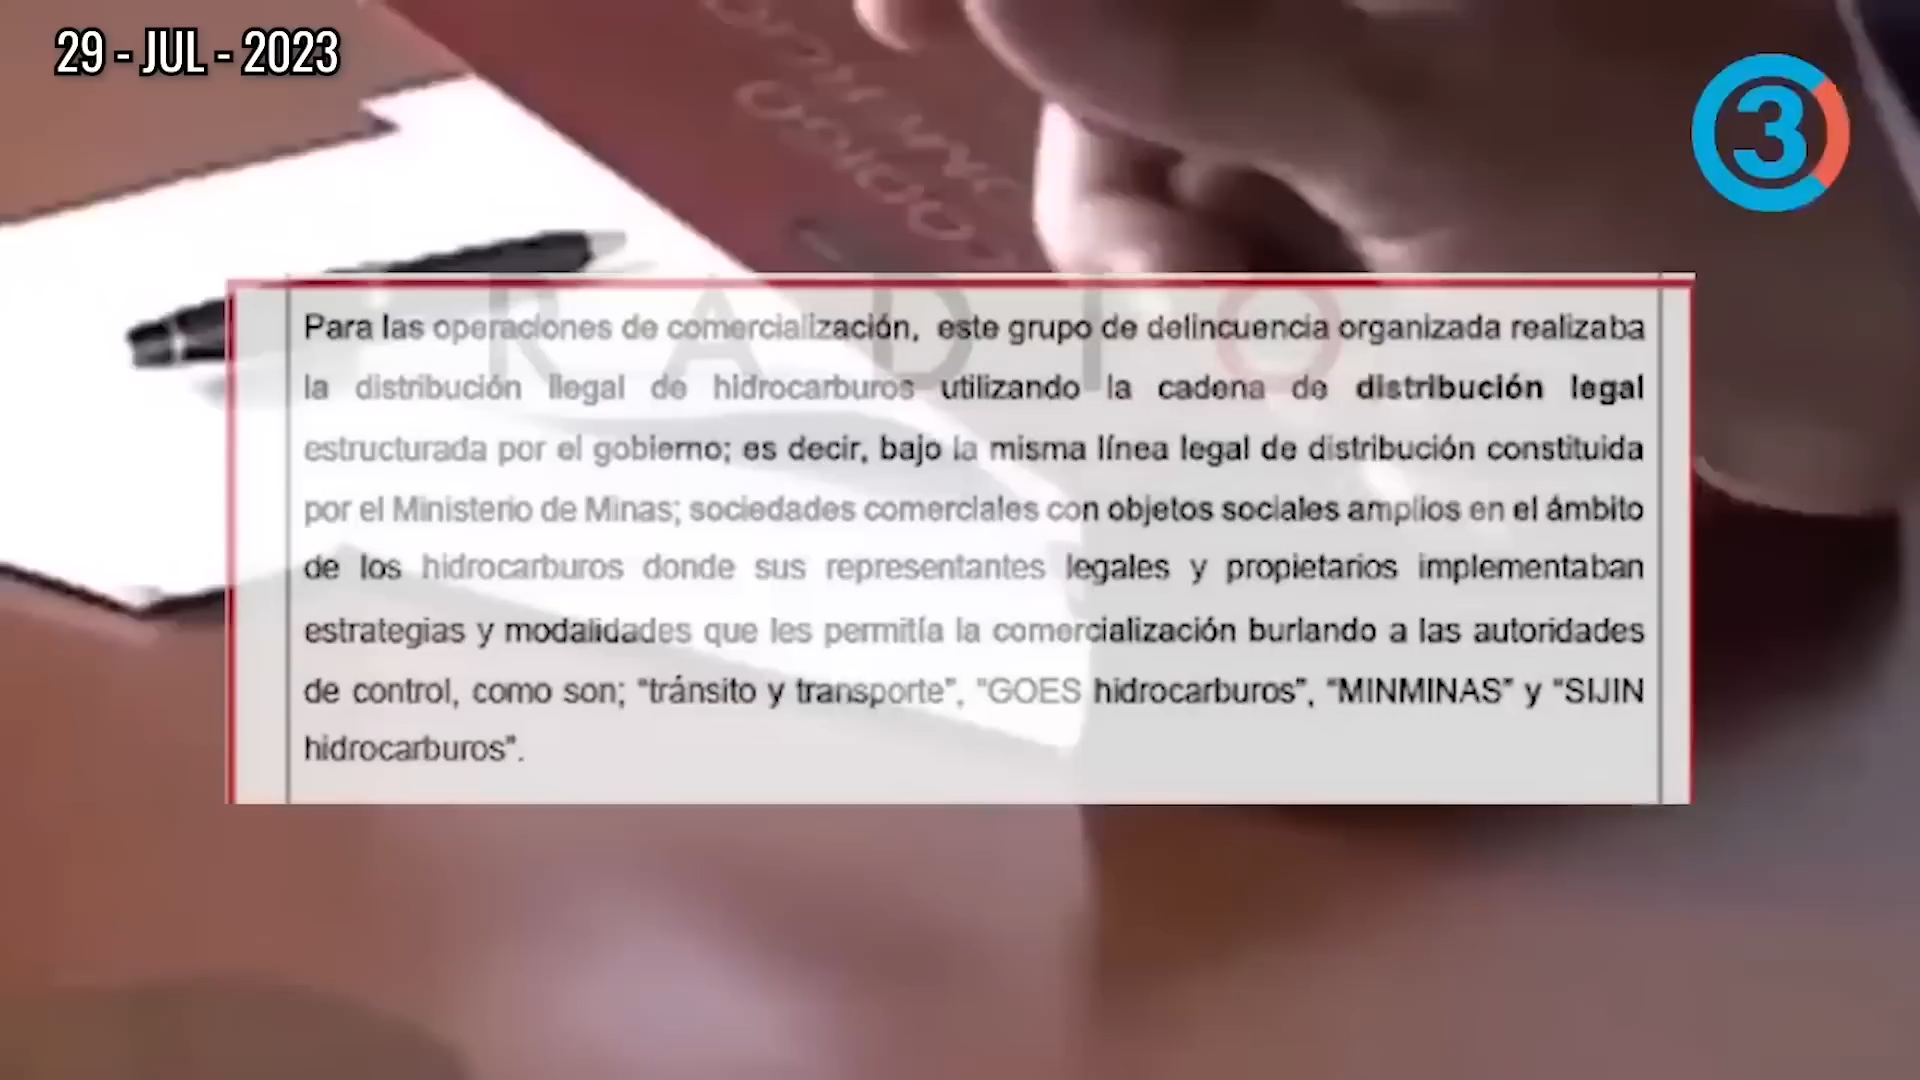 29 - JUL - 2023
3
RADIO
Para las operaciones de comercialización, este grupo de delincuencia organizada realizaba
la distribución ilegal de hidrocarburos utilizando la cadena de distribución legal
estructurada por el gobierno; es decir, bajo la misma línea legal de distribución constituida
por el Ministerio de Minas; sociedades comerciales con objetos sociales amplios en el ámbito
de los hidrocarburos donde sus representantes legales y propietarios implementaban
estrategias y modalidades que les permitía la comercialización burlando a las autoridades
de control, como son; "tránsito y transporte", "GOES hidrocarburos", "MINMINAS" y "SIJIN
hidrocarburos".